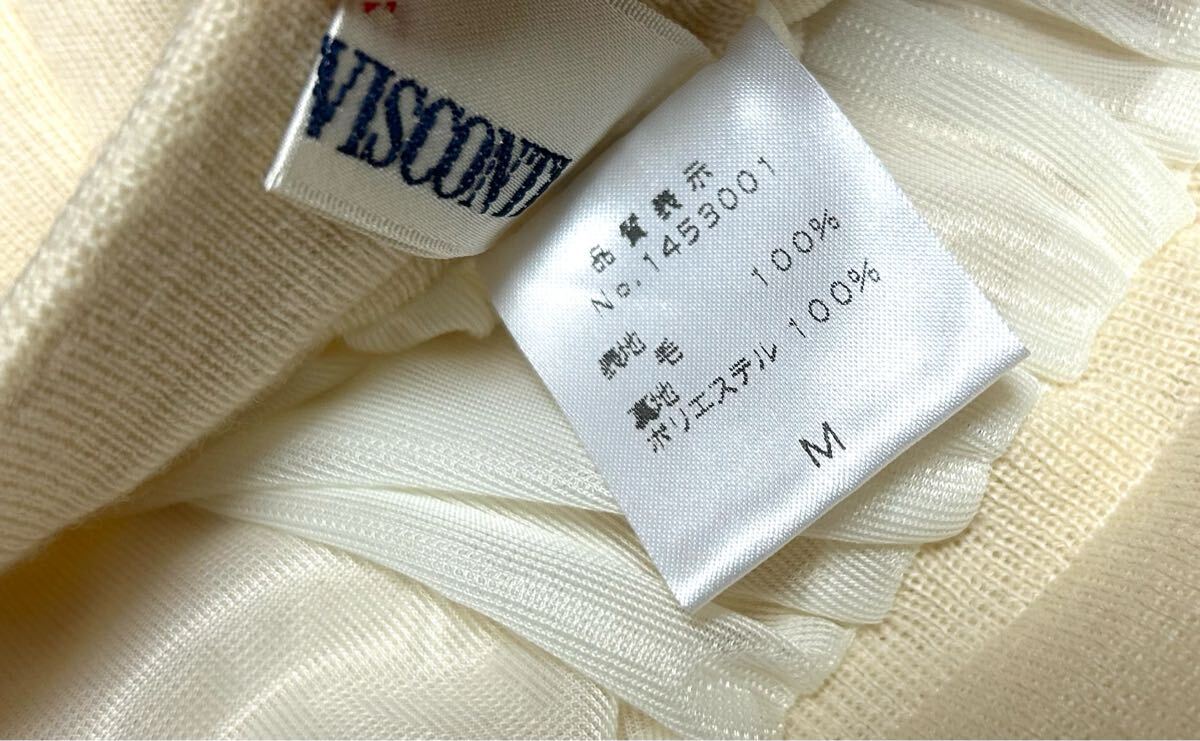 VISCONTI
品質表示
No.1453001
表地 毛 100%
裏地
ポリエステル 100%
M